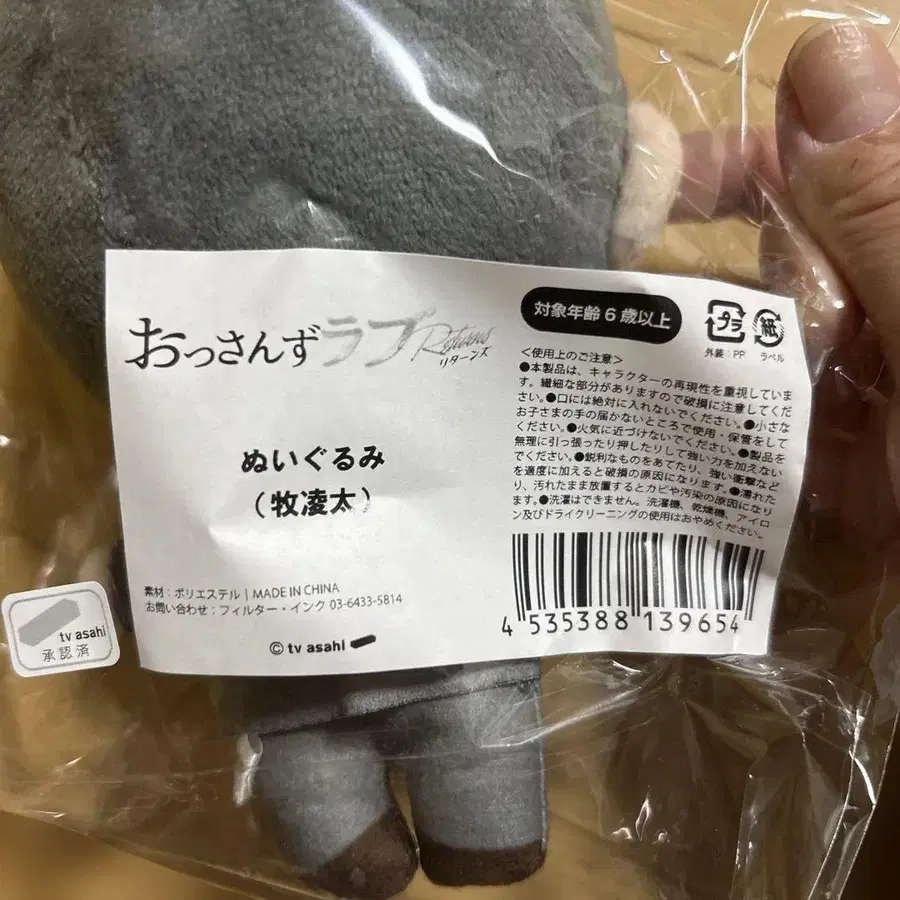 おっさんずラブ Returns
リターンズ
ぬいぐるみ
(牧凌太)
素材:ポリエステル | MADE IN CHINA
お問い合わせ:フィルター・インク 03-6433-5814
© tv asahi
対象年齢6歳以上
プラ
紙
外装:PP
ラベル
<使用上のご注意>
●本製品は、キャラクターの再現性を重視していま
す。繊細な部分がありますので破損に注意してくだ
さい。●口には絶対に入れないでください。●小さな
お子さまの手の届かないところで使用・保管をして
ください。●火気に近づけないでください。●製品を
無理に引っ張ったり押したりして強い力を加えない
でください。●鋭利なものをあてたり、強い衝撃など
を過度に加えると破損の原因になります。●濡れた
り、汚れたまま放置するとカビや汚染の原因になり
ます。●洗濯はできません。洗濯機、乾燥機、アイロ
ン及びドライクリーニングの使用はおやめください。
4 535388 139654
tv asahi
承認済